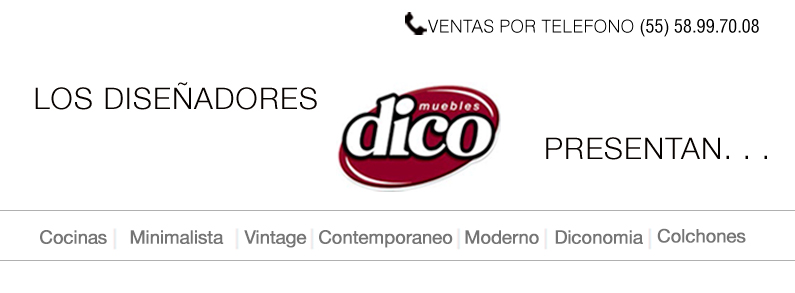 VENTAS POR TELEFONO (55) 58.99.70.08
LOS DISEÑADORES
muebles
dico
PRESENTAN. . .
Cocinas Minimalista Vintage Contemporaneo Moderno Diconomia Colchones